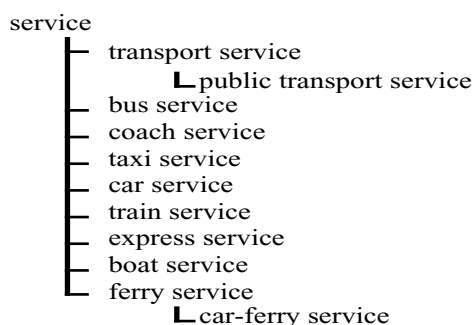 service
transport service
public transport service
bus service
coach service
taxi service
car service
train service
express service
boat service
ferry service
car-ferry service